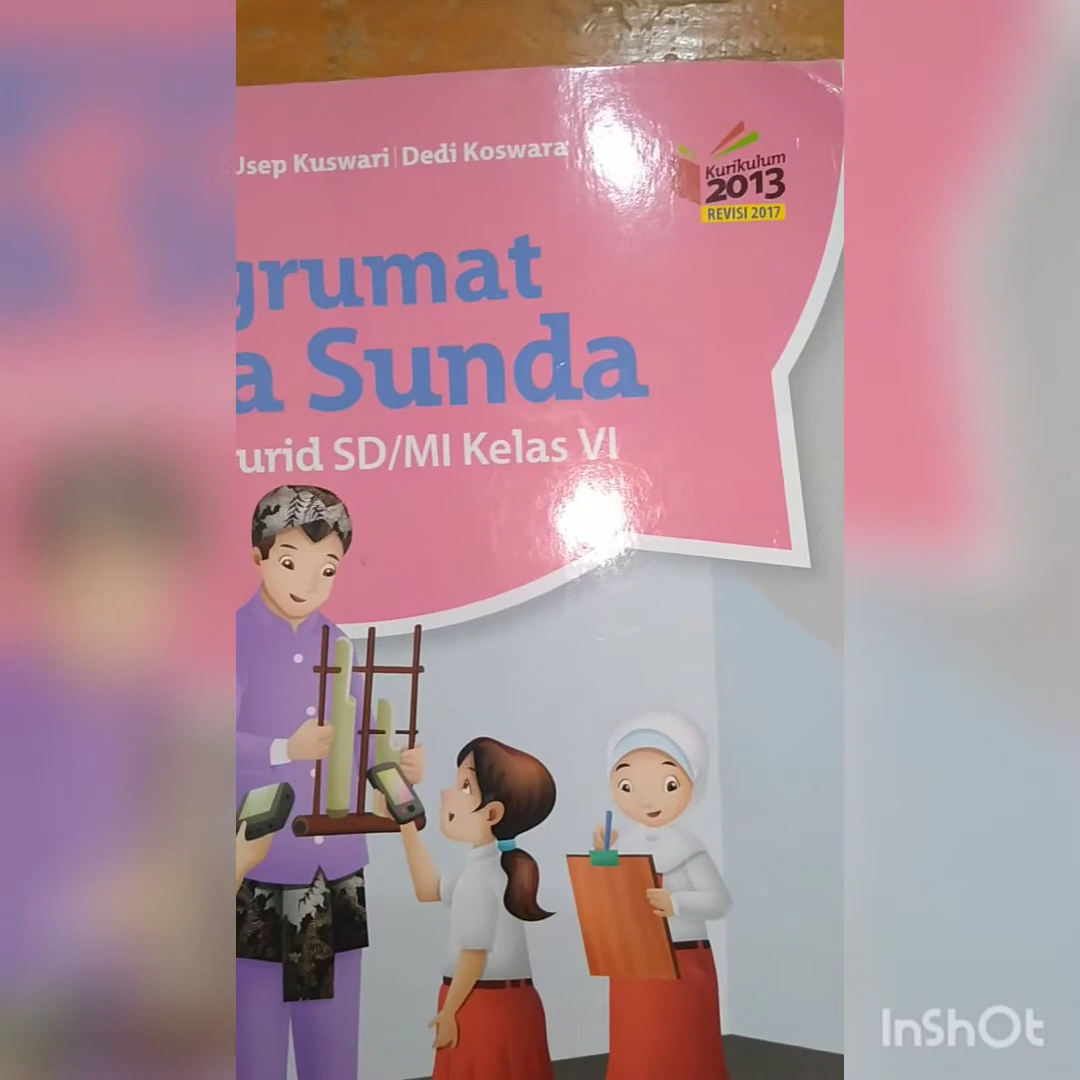 Usep Kuswari | Dedi Koswara
Kurikulum
2013
REVISI 2017
grumat
a Sunda
urid SD/MI Kelas VI
InShOt